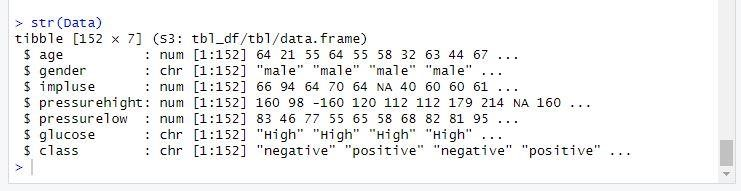 > str(Data)
tibble [152 × 7] (S3: tbl_df/tbl/data.frame)
 $ age          : num [1:152] 64 21 55 64 55 58 32 63 44 67 ...
 $ gender       : chr [1:152] "male" "male" "male" "male" ...
 $ impluse      : num [1:152] 66 94 64 70 64 NA 40 60 60 61 ...
 $ pressurehight: num [1:152] 160 98 -160 120 112 112 179 214 NA 160 ...
 $ pressurelow  : num [1:152] 83 46 77 55 65 58 68 82 81 95 ...
 $ glucose      : chr [1:152] "High" "High" "High" "High" ...
 $ class        : chr [1:152] "negative" "positive" "negative" "positive" ...
>